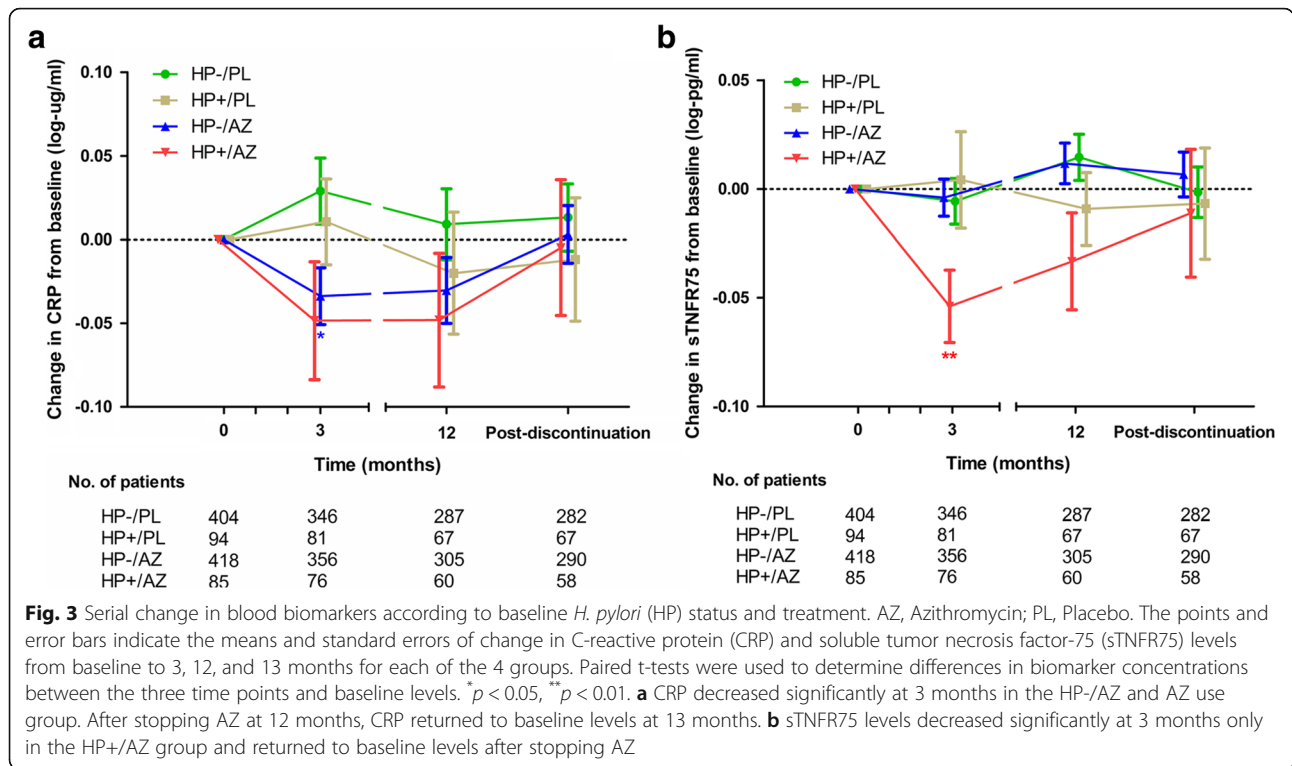 a
0.10
0.05
0.00
-0.05
-0.10
Change in CRP from baseline (log-ug/ml)
HP-/PL
HP+/PL
HP-/AZ
HP+/AZ
*
0 3 12 Post-discontinuation
Time (months)
No. of patients
HP-/PL 404 346 287 282
HP+/PL 94 81 67 67
HP-/AZ 418 356 305 290
HP+/AZ 85 76 60 58
b
0.05
0.00
-0.05
-0.10
Change in sTNFR75 from baseline (log-pg/ml)
HP-/PL
HP+/PL
HP-/AZ
HP+/AZ
**
0 3 12 Post-discontinuation
Time (months)
No. of patients
HP-/PL 404 346 287 282
HP+/PL 94 81 67 67
HP-/AZ 418 356 305 290
HP+/AZ 85 76 60 58
Fig. 3 Serial change in blood biomarkers according to baseline H. pylori (HP) status and treatment. AZ, Azithromycin; PL, Placebo. The points and
error bars indicate the means and standard errors of change in C-reactive protein (CRP) and soluble tumor necrosis factor-75 (sTNFR75) levels
from baseline to 3, 12, and 13 months for each of the 4 groups. Paired t-tests were used to determine differences in biomarker concentrations
between the three time points and baseline levels. *p < 0.05, **p < 0.01. a CRP decreased significantly at 3 months in the HP-/AZ and AZ use
group. After stopping AZ at 12 months, CRP returned to baseline levels at 13 months. b sTNFR75 levels decreased significantly at 3 months only
in the HP+/AZ group and returned to baseline levels after stopping AZ